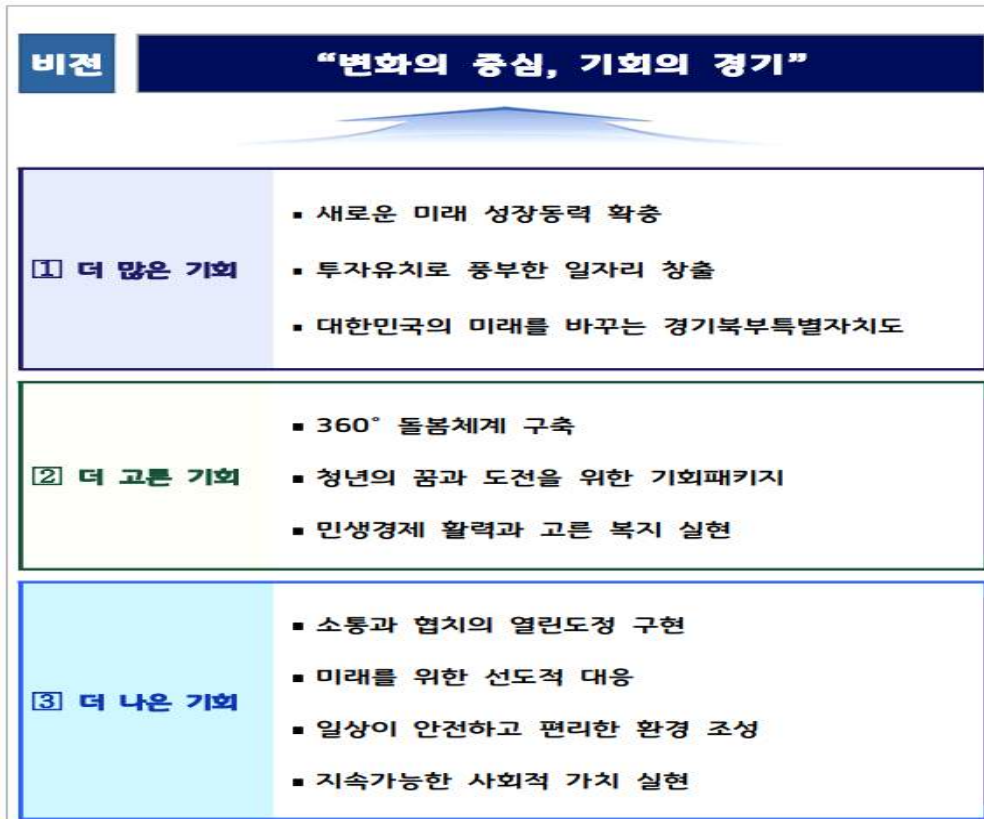 비전
“변화의 중심, 기회의 경기”
1 더 많은 기회
▪ 새로운 미래 성장동력 확충
▪ 투자유치로 풍부한 일자리 창출
▪ 대한민국의 미래를 바꾸는 경기북부특별자치도
2 더 고른 기회
▪ 360° 돌봄체계 구축
▪ 청년의 꿈과 도전을 위한 기회패키지
▪ 민생경제 활력과 고른 복지 실현
3 더 나은 기회
▪ 소통과 협치의 열린도정 구현
▪ 미래를 위한 선도적 대응
▪ 일상이 안전하고 편리한 환경 조성
▪ 지속가능한 사회적 가치 실현